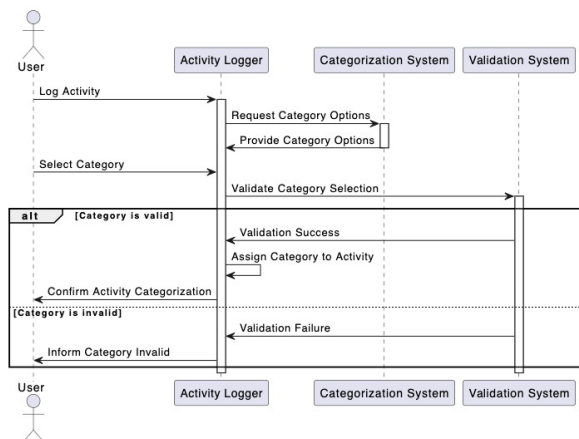 User
Activity Logger
Categorization System
Validation System
Log Activity
Request Category Options
Provide Category Options
Select Category
Validate Category Selection
alt
[Category is valid]
Validation Success
Assign Category to Activity
Confirm Activity Categorization
[Category is invalid]
Validation Failure
Inform Category Invalid
User
Activity Logger
Categorization System
Validation System